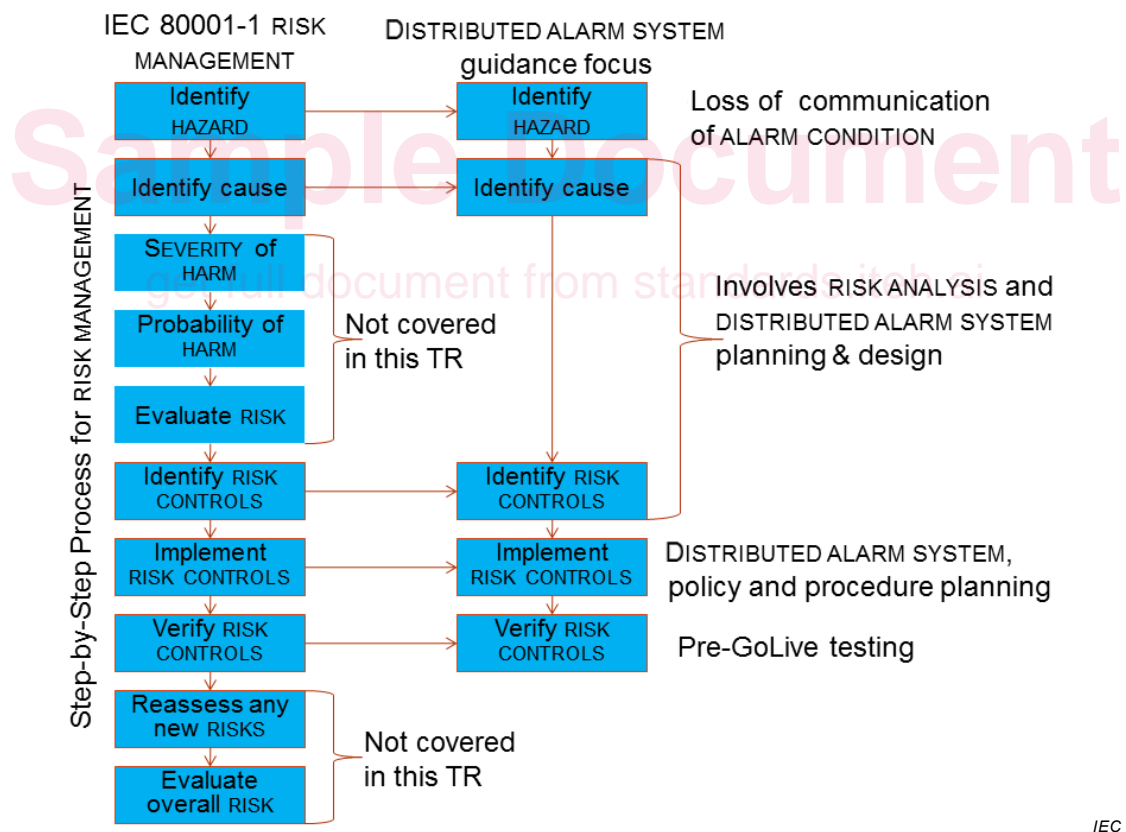 IEC 80001-1 RISK
MANAGEMENT
DISTRIBUTED ALARM SYSTEM
guidance focus
Identify
HAZARD
Identify
HAZARD
Loss of communication
of ALARM CONDITION
Sample Document
Identify cause
Identify cause
SEVERITY of
HARM
get full document from standards.iteh.si
Probability of
HARM
Not covered
in this TR
Involves RISK ANALYSIS and
DISTRIBUTED ALARM SYSTEM
planning & design
Evaluate RISK
Identify RISK
CONTROLS
Identify RISK
CONTROLS
Implement
RISK CONTROLS
Implement
RISK CONTROLS
DISTRIBUTED ALARM SYSTEM,
policy and procedure planning
Verify RISK
CONTROLS
Verify RISK
CONTROLS
Pre-GoLive testing
Reassess any
new RISKS
Not covered
in this TR
Evaluate
overall RISK
Step-by-Step Process for RISK MANAGEMENT
IEC